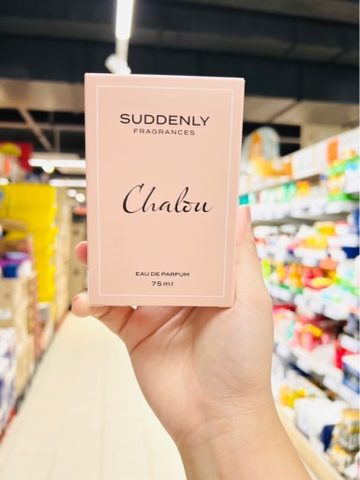 SUDDENLY
FRAGRANCES
Chalou
EAU DE PARFUM
75ml